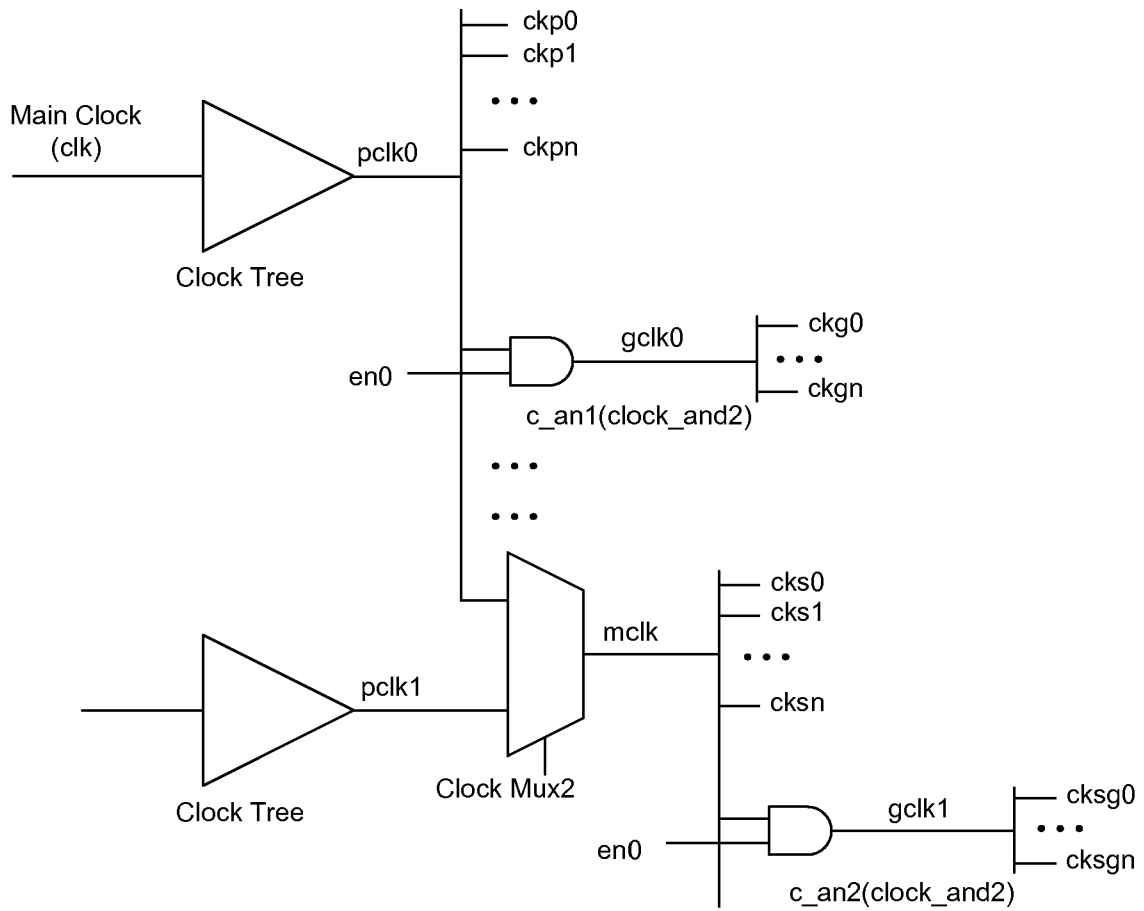 ckp0
ckp1
Main Clock
(clk)
pclk0
ckpn
Clock Tree
gclk0
ckg0
en0
ckgn
c_an1(clock_and2)
cks0
cks1
mclk
pclk1
cksn
Clock Mux2
Clock Tree
gclk1
cksg0
en0
cksgn
c_an2(clock_and2)